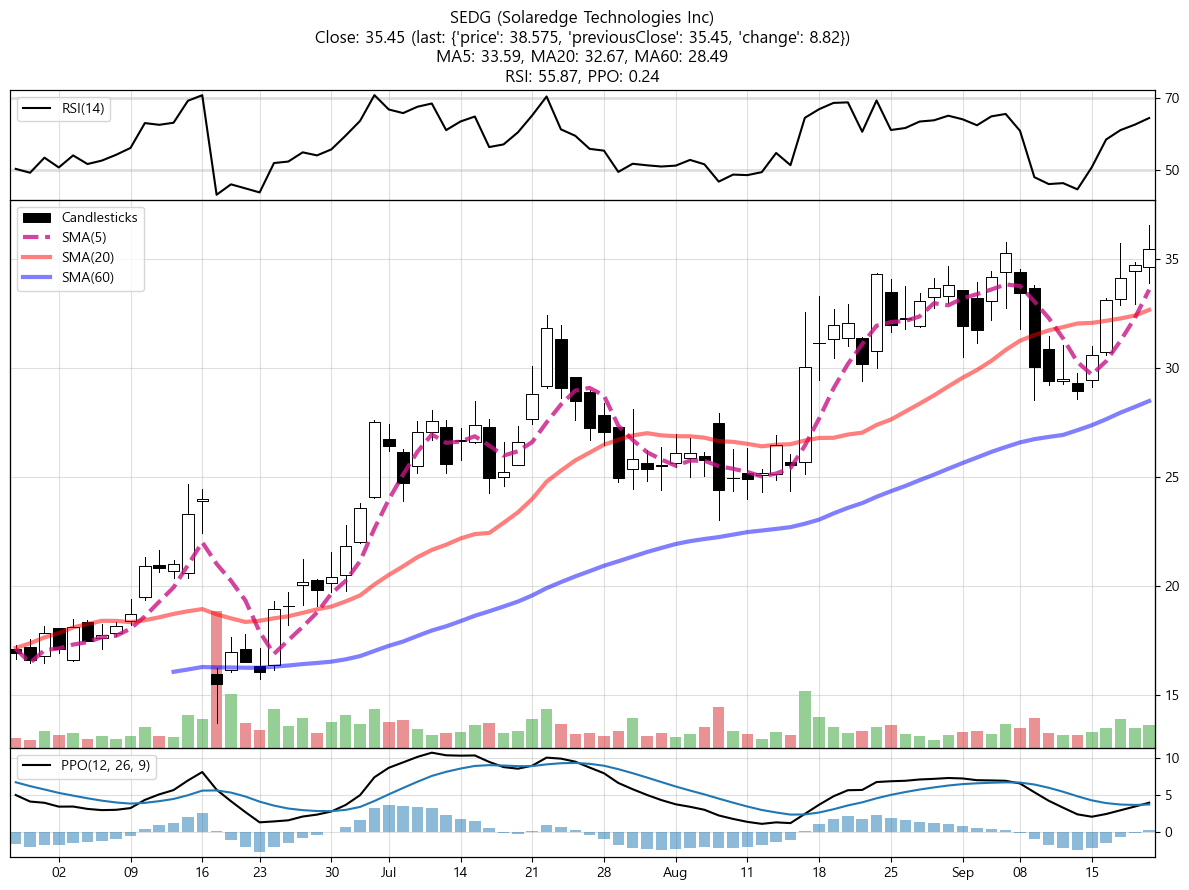 SEDG (Solaredge Technologies Inc)
Close: 35.45 (last: {'price': 38.575, 'previousClose': 35.45, 'change': 8.82})
MA5: 33.59, MA20: 32.67, MA60: 28.49
RSI: 55.87, PPO: 0.24
RSI(14)
70
50
Candlesticks
SMA(5)
SMA(20)
SMA(60)
35
30
25
20
15
PPO(12, 26, 9)
10
5
0
02 09 16 23 30 Jul 14 21 28 Aug 11 18 25 Sep 08 15